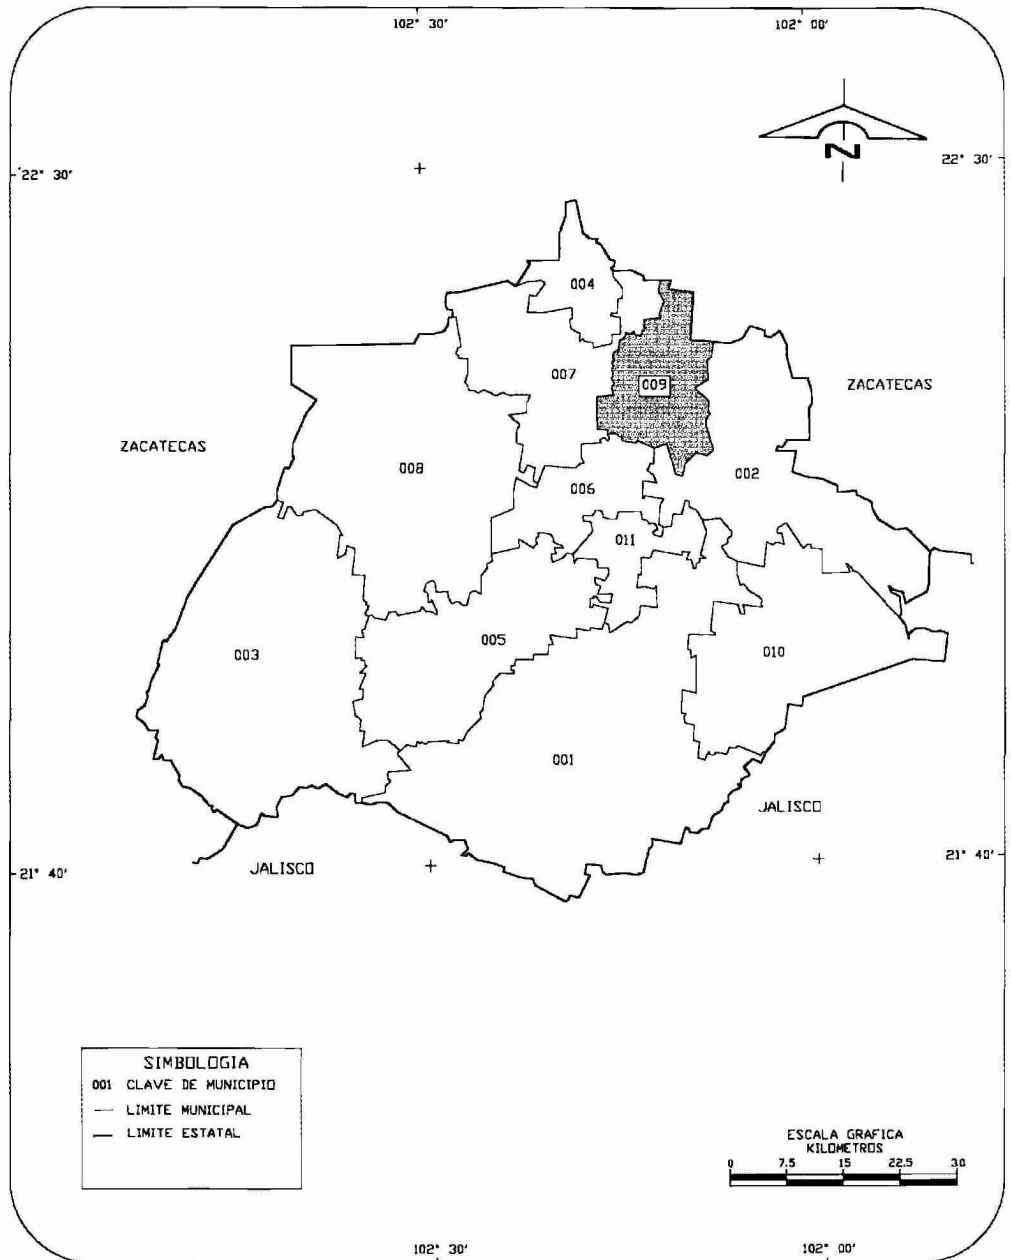 102° 30'
102° 00'
N
22° 30'
22° 30'
004
007
009
ZACATECAS
ZACATECAS
008
002
006
011
005
003
010
001
JALISCO
JALISCO
21° 40'
21° 40'
SIMBOLOGIA
001 CLAVE DE MUNICIPIO
LIMITE MUNICIPAL
LIMITE ESTATAL
ESCALA GRAFICA
KILOMETROS
0 7.5 15 22.5 30
102° 30'
102° 00'